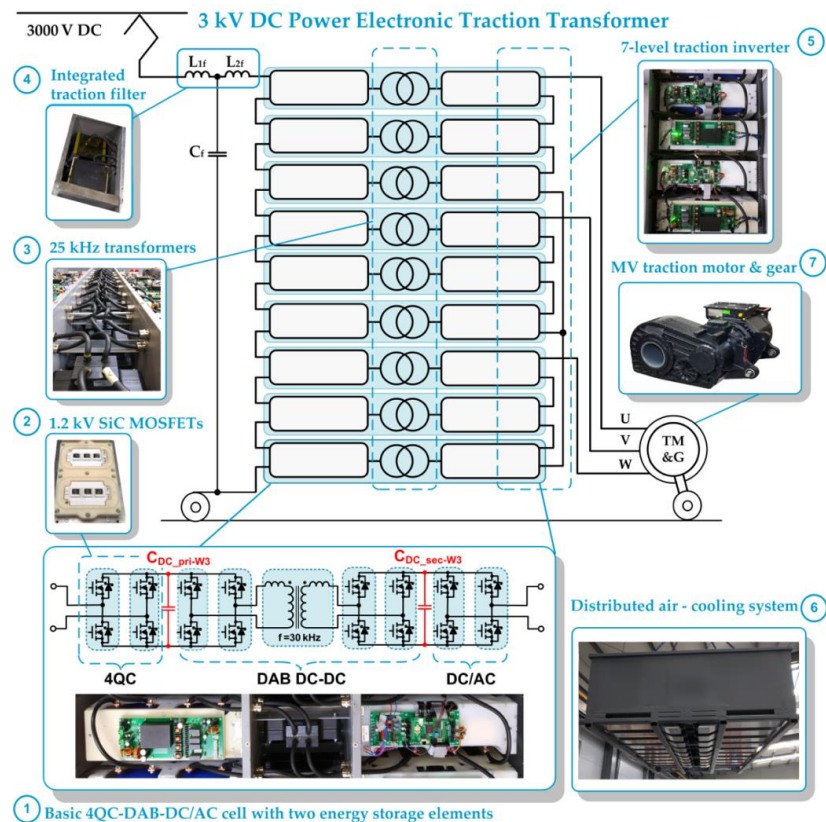 3 kV DC Power Electronic Traction Transformer
3000 V DC
L1f
L2f
4
Integrated
traction filter
Cf
7-level traction inverter
5
3
25 kHz transformers
MV traction motor & gear
7
2
1.2 kV SiC MOSFETs
U
V
W
TM
&G
CDC_pri-W3
CDC_sec-W3
f =30 kHz
4QC
DAB DC-DC
DC/AC
Distributed air - cooling system
6
1
Basic 4QC-DAB-DC/AC cell with two energy storage elements